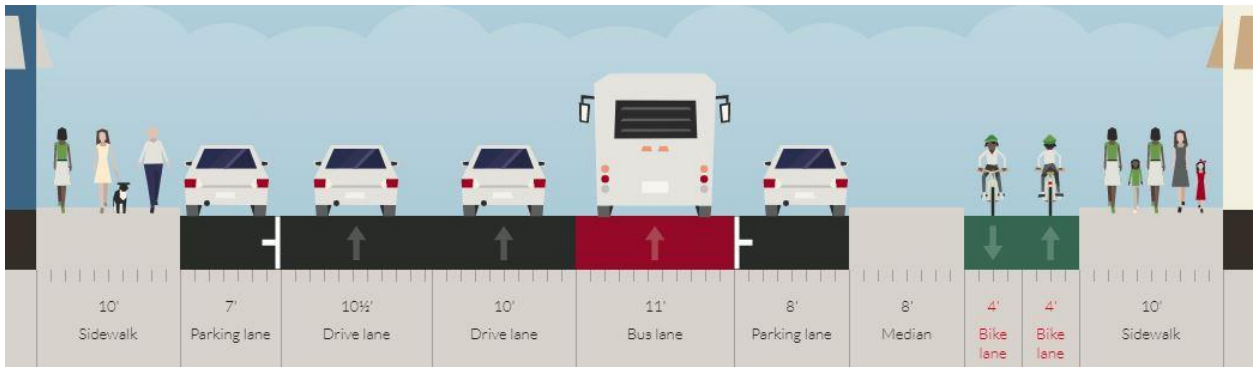 10' 7' 10½' 10' 11' 8' 8' 4' 4' 10'
Sidewalk Parking lane Drive lane Drive lane Bus lane Parking lane Median Bike Bike Sidewalk
lane lane